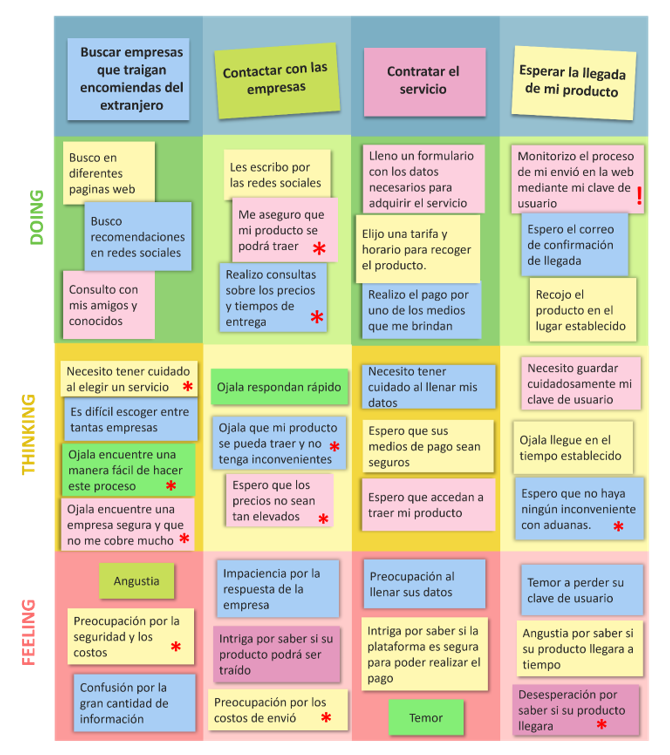 Buscar empresas
que traigan
encomiendas del
extranjero
Contactar con las
empresas
Contratar el
servicio
Esperar la llegada
de mi producto
DOING
Busco en
diferentes
paginas web
Busco
recomendaciones
en redes sociales
Consulto con
mis amigos y
conocidos
Les escribo por
las redes sociales
Me aseguro que
mi producto se
podrá traer *
Realizo consultas
sobre los precios
y tiempos de
entrega *
Lleno un formulario
con los datos
necesarios para
adquirir el servicio
Elijo una tarifa y
horario para recoger
el producto.
Realizo el pago por
uno de los medios
que me brindan
Monitorizo el proceso
de mi envió en la web
mediante mi clave de
usuario !
Espero el correo
de confirmación
de llegada
Recojo el
producto en el
lugar establecido
THINKING
Necesito tener cuidado
al elegir un servicio *
Es difícil escoger entre
tantas empresas
Ojala encuentre una
manera fácil de hacer
este proceso *
Ojala encuentre una
empresa segura y que
no me cobre mucho *
Ojala respondan rápido
Ojala que mi producto
se pueda traer y no
tenga inconvenientes *
Espero que los
precios no sean
tan elevados *
Necesito tener
cuidado al llenar mis
datos
Espero que sus
medios de pago sean
seguros
Espero que accedan a
traer mi producto
Necesito guardar
cuidadosamente mi
clave de usuario
Ojala llegue en el
tiempo establecido
Espero que no haya
ningún inconveniente
con aduanas. *
FEELING
Angustia
Preocupación por la
seguridad y los
costos *
Confusión por la
gran cantidad de
información
Impaciencia por la
respuesta de la
empresa
Intriga por saber si su
producto podrá ser
traído
Preocupación por los
costos de envió *
Preocupación al
llenar sus datos
Intriga por saber si la
plataforma es segura
para poder realizar el
pago
Temor
Temor a perder su
clave de usuario
Angustia por saber si
su producto llegara a
tiempo
Desesperación por
saber si su producto
llegara *